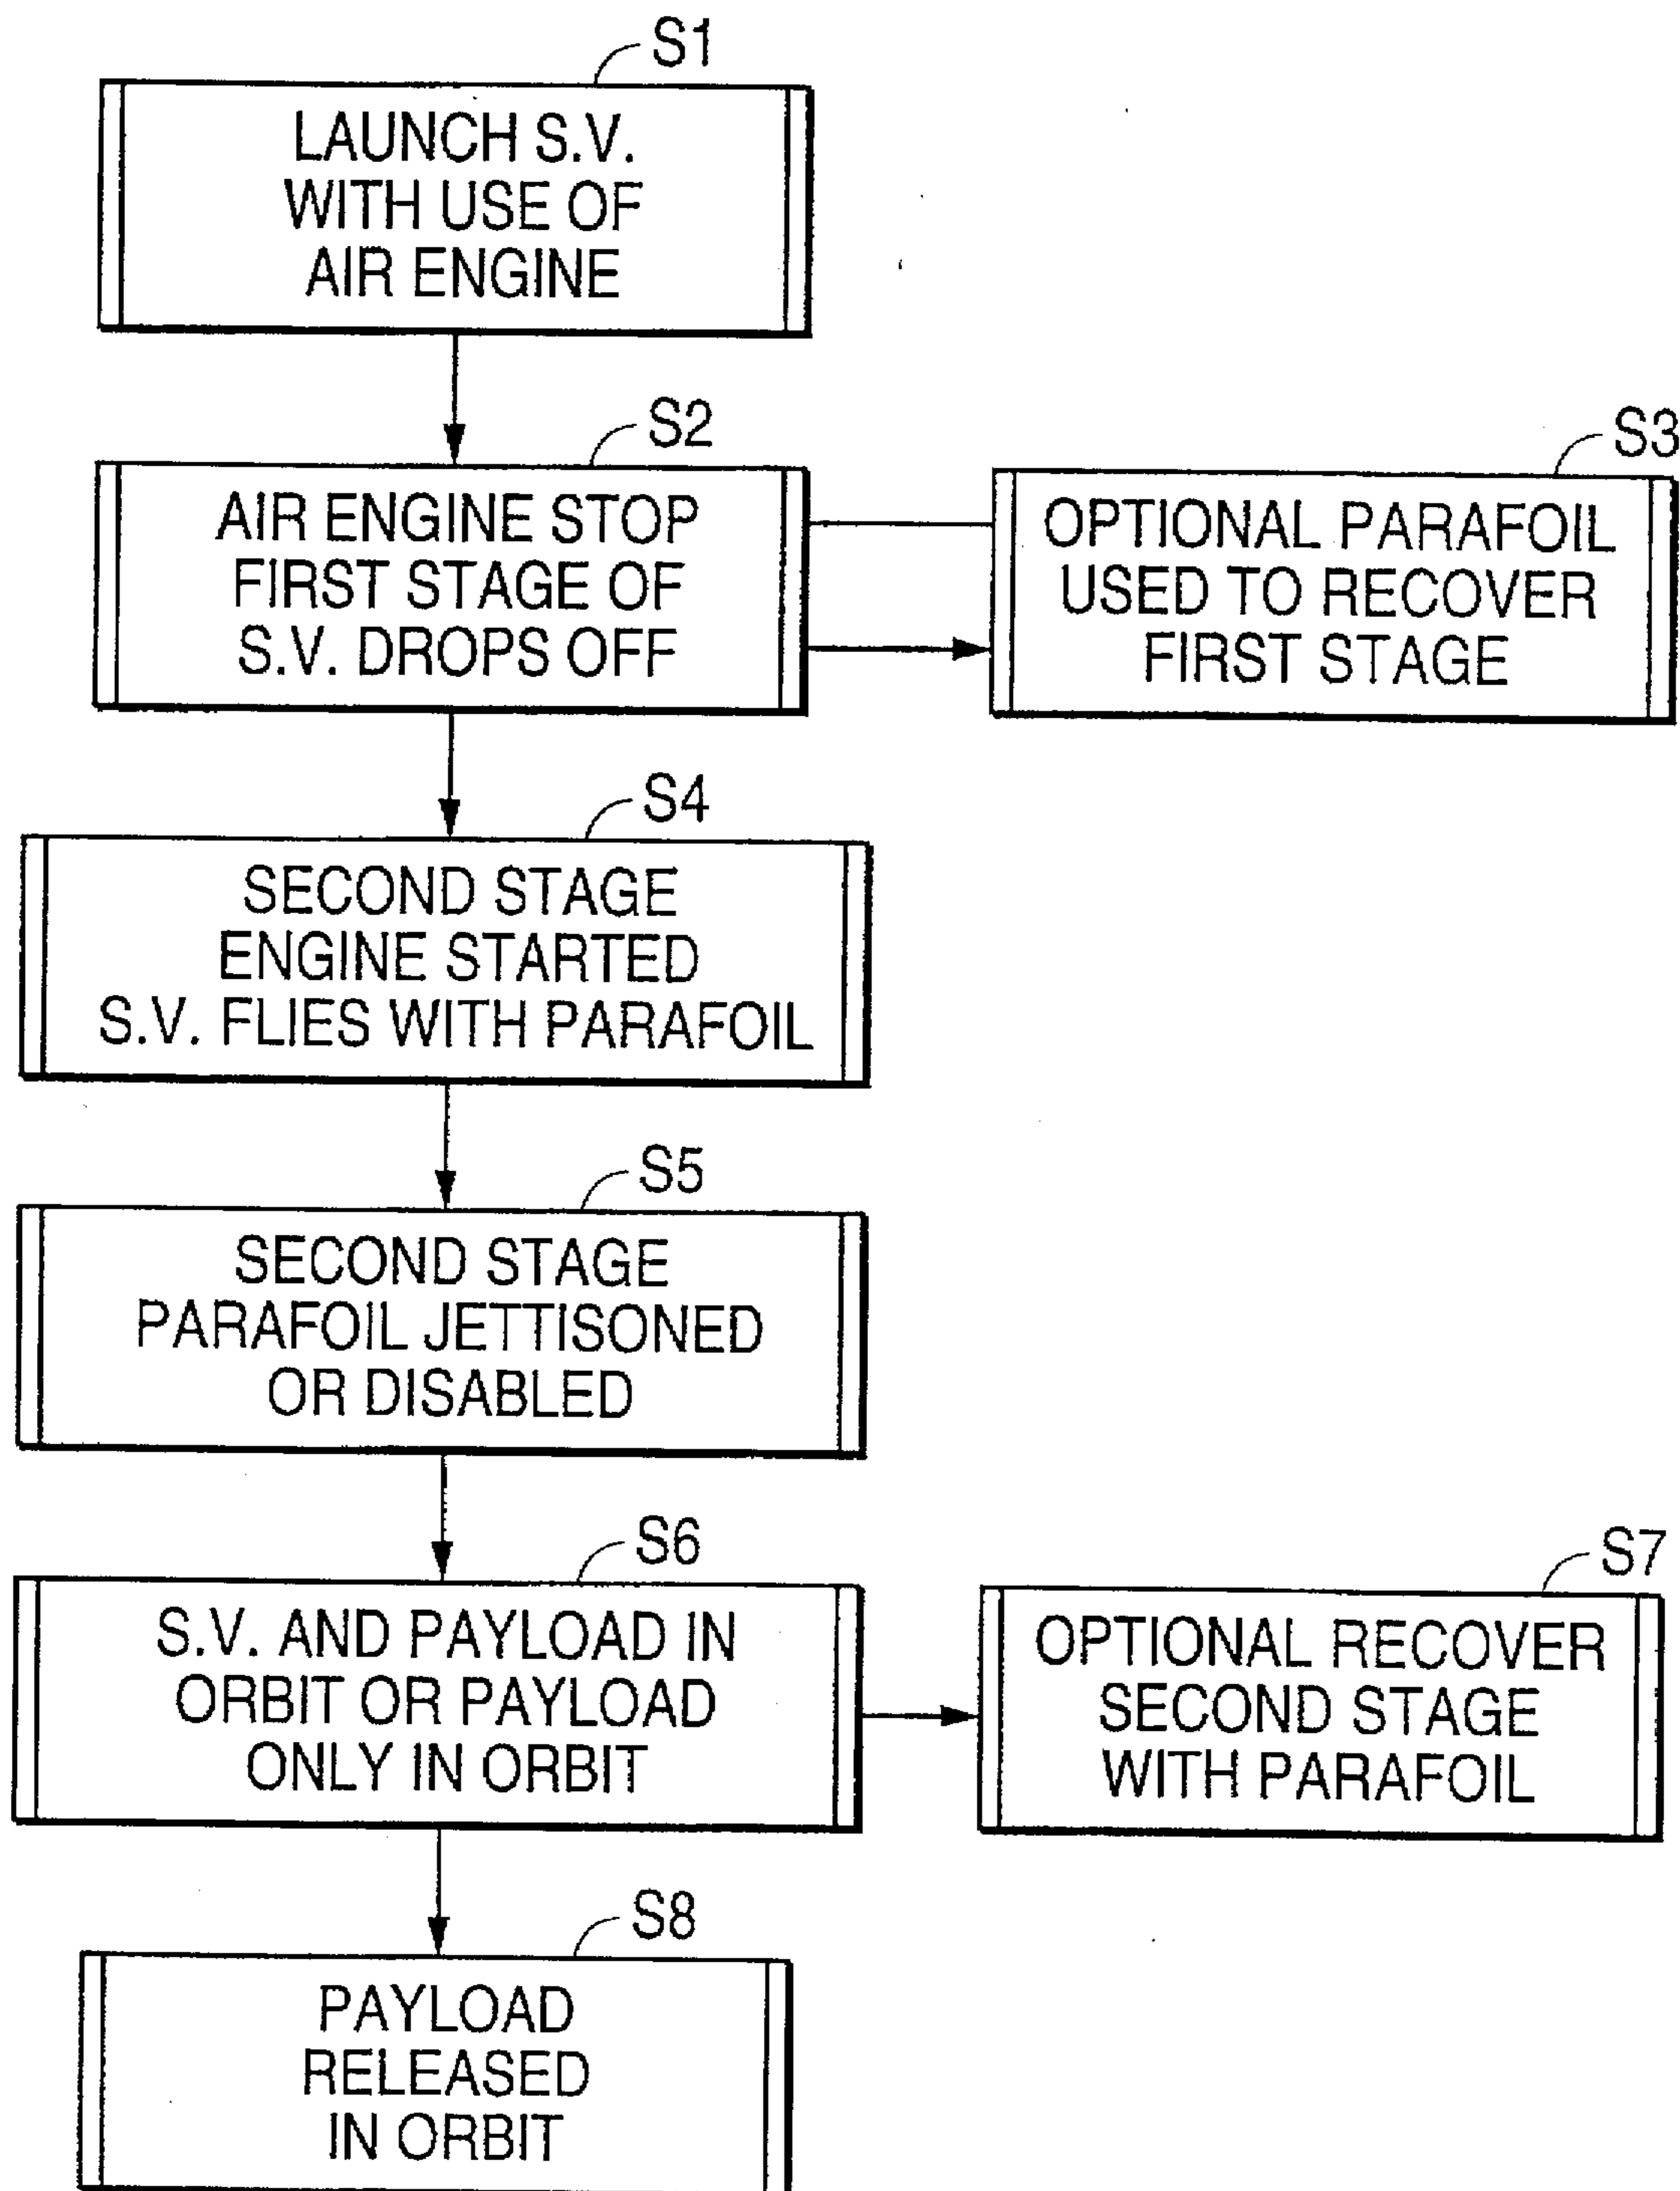 S1
LAUNCH S.V.
WITH USE OF
AIR ENGINE
S2
AIR ENGINE STOP
FIRST STAGE OF
S.V. DROPS OFF
S3
OPTIONAL PARAFOIL
USED TO RECOVER
FIRST STAGE
S4
SECOND STAGE
ENGINE STARTED
S.V. FLIES WITH PARAFOIL
S5
SECOND STAGE
PARAFOIL JETTISONED
OR DISABLED
S6
S.V. AND PAYLOAD IN
ORBIT OR PAYLOAD
ONLY IN ORBIT
S7
OPTIONAL RECOVER
SECOND STAGE
WITH PARAFOIL
S8
PAYLOAD
RELEASED
IN ORBIT